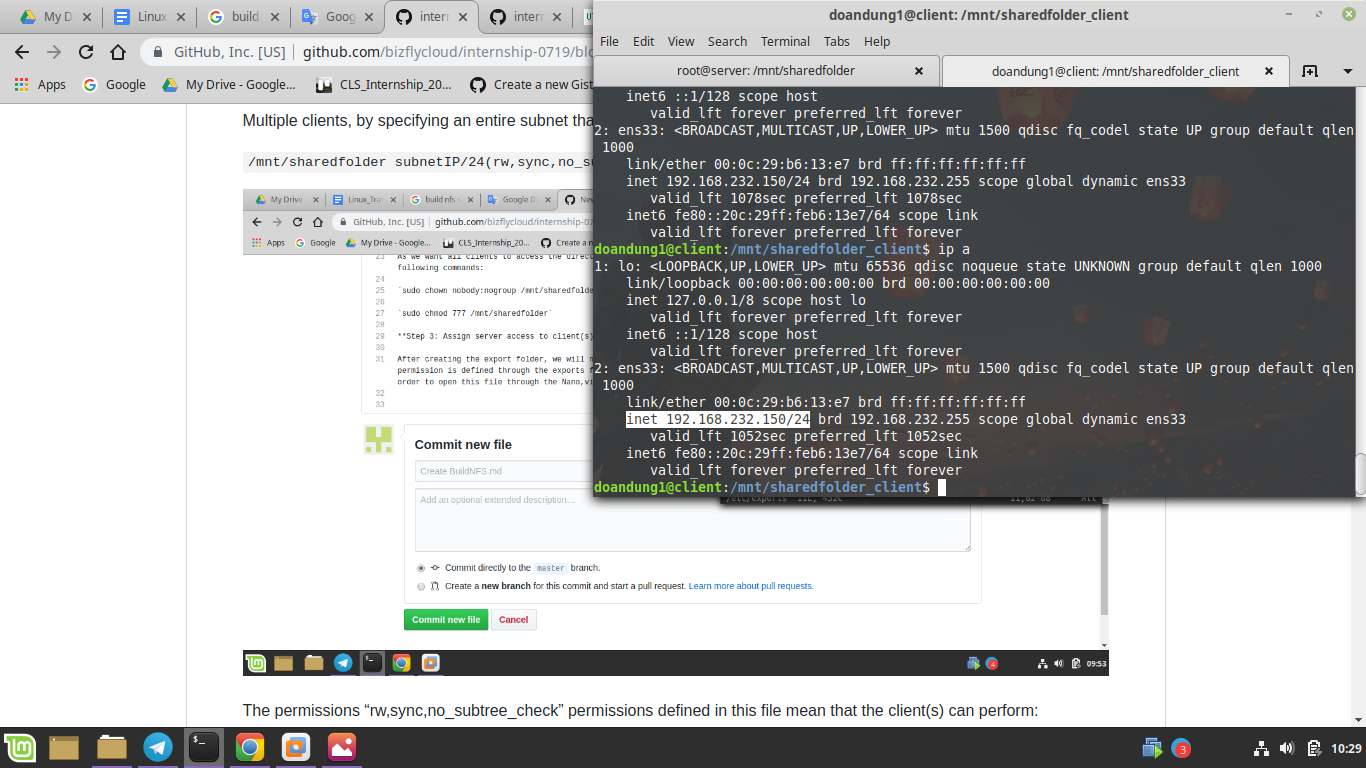 My D
Linux
build
Goog
intern
intern
GitHub, Inc. [US] | github.com/bizflycloud/internship-0719/blo
Apps
Google
My Drive - Google...
CLS_Internship_20...
Create a new Gist
Multiple clients, by specifying an entire subnet tha
/mnt/sharedfolder subnetIP/24(rw,sync,no_su
My Drive
Linux_Tra
build nfs s
Google D
Nev
GitHub, Inc. [US] | github.com/bizflycloud/internship-07
Apps
Google
My Drive - Google...
CLS_Internship_20...
Create a n
23 As we want all clients to access the direct
following commands:
24
25 `sudo chown nobody:nogroup /mnt/sharedfolde
26
27 `sudo chmod 777 /mnt/sharedfolder`
28
29 **Step 3: Assign server access to client(s)
30
31 After creating the export folder, we will n
permission is defined through the exports f
order to open this file through the Nano,vi
32
33
Commit new file
Create BuildNFS.md
Add an optional extended description...
Commit directly to the master branch.
Create a new branch for this commit and start a pull request. Learn more about pull requests.
Commit new file
Cancel
/etc/exports
11L, 432C
11,62-68
All
4
09:53
The permissions “rw,sync,no_subtree_check” permissions defined in this file mean that the client(s) can perform:
doandung1@client: /mnt/sharedfolder_client
File Edit View Search Terminal Tabs Help
root@server: /mnt/sharedfolder
doandung1@client: /mnt/sharedfolder_client
inet6 ::1/128 scope host
valid_lft forever preferred_lft forever
2: ens33: <BROADCAST,MULTICAST,UP,LOWER_UP> mtu 1500 qdisc fq_codel state UP group default qlen
1000
link/ether 00:0c:29:b6:13:e7 brd ff:ff:ff:ff:ff:ff
inet 192.168.232.150/24 brd 192.168.232.255 scope global dynamic ens33
valid_lft 1078sec preferred_lft 1078sec
inet6 fe80::20c:29ff:feb6:13e7/64 scope link
valid_lft forever preferred_lft forever
doandung1@client:/mnt/sharedfolder_client$ ip a
1: lo: <LOOPBACK,UP,LOWER_UP> mtu 65536 qdisc noqueue state UNKNOWN group default qlen 1000
link/loopback 00:00:00:00:00:00 brd 00:00:00:00:00:00
inet 127.0.0.1/8 scope host lo
valid_lft forever preferred_lft forever
inet6 ::1/128 scope host
valid_lft forever preferred_lft forever
2: ens33: <BROADCAST,MULTICAST,UP,LOWER_UP> mtu 1500 qdisc fq_codel state UP group default qlen
1000
link/ether 00:0c:29:b6:13:e7 brd ff:ff:ff:ff:ff:ff
inet 192.168.232.150/24 brd 192.168.232.255 scope global dynamic ens33
valid_lft 1052sec preferred_lft 1052sec
inet6 fe80::20c:29ff:feb6:13e7/64 scope link
valid_lft forever preferred_lft forever
doandung1@client:/mnt/sharedfolder_client$
3
10:29